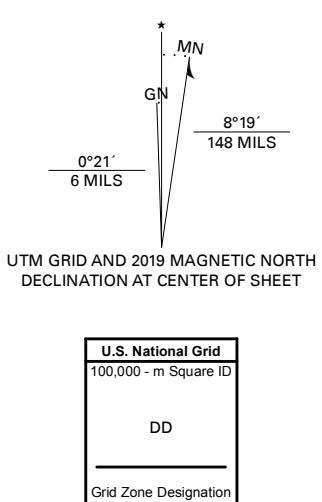 ★
MN
GN
8°19´
148 MILS
0°21´
6 MILS
UTM GRID AND 2019 MAGNETIC NORTH
DECLINATION AT CENTER OF SHEET
U.S. National Grid
100,000 - m Square ID
DD
Grid Zone Designation